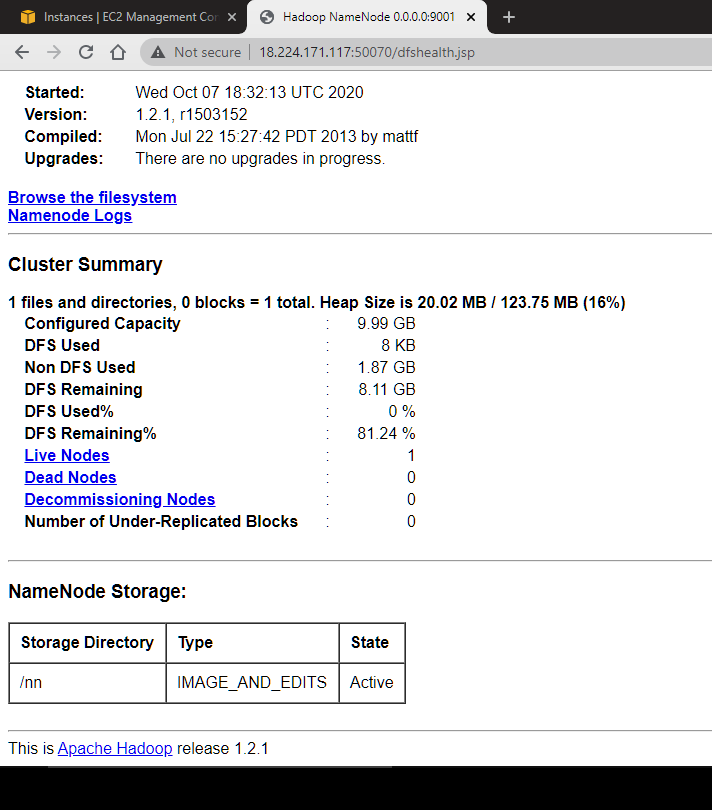 Instances | EC2 Management Cor
Hadoop NameNode 0.0.0.0:9001
Not secure | 18.224.171.117:50070/dfshealth.jsp
Started: Wed Oct 07 18:32:13 UTC 2020
Version: 1.2.1, r1503152
Compiled: Mon Jul 22 15:27:42 PDT 2013 by mattf
Upgrades: There are no upgrades in progress.
Browse the filesystem
Namenode Logs
Cluster Summary
1 files and directories, 0 blocks = 1 total. Heap Size is 20.02 MB / 123.75 MB (16%)
Configured Capacity : 9.99 GB
DFS Used : 8 KB
Non DFS Used : 1.87 GB
DFS Remaining : 8.11 GB
DFS Used% : 0 %
DFS Remaining% : 81.24 %
Live Nodes : 1
Dead Nodes : 0
Decommissioning Nodes : 0
Number of Under-Replicated Blocks : 0
NameNode Storage:
Storage Directory Type State
/nn IMAGE_AND_EDITS Active
This is Apache Hadoop release 1.2.1